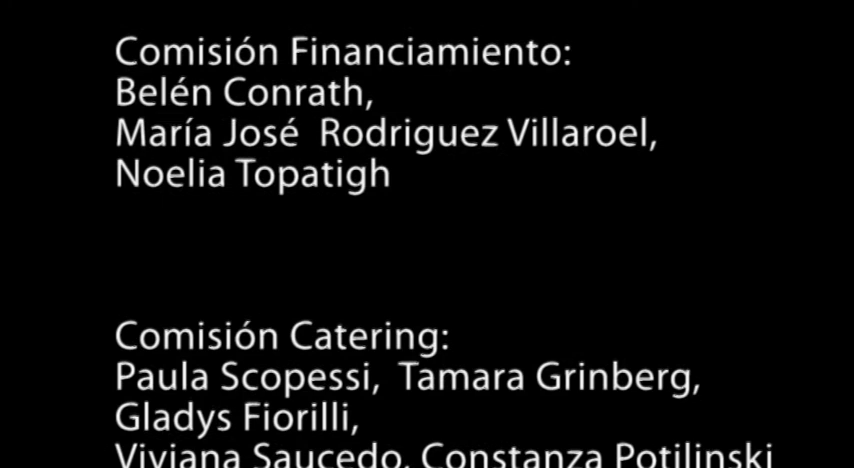 Comisión Financiamiento:
Belén Conrath,
María José Rodriguez Villaroel,
Noelia Topatigh
Comisión Catering:
Paula Scopessi, Tamara Grinberg,
Gladys Fiorilli,
Viviana Saucedo, Constanza Potilinski